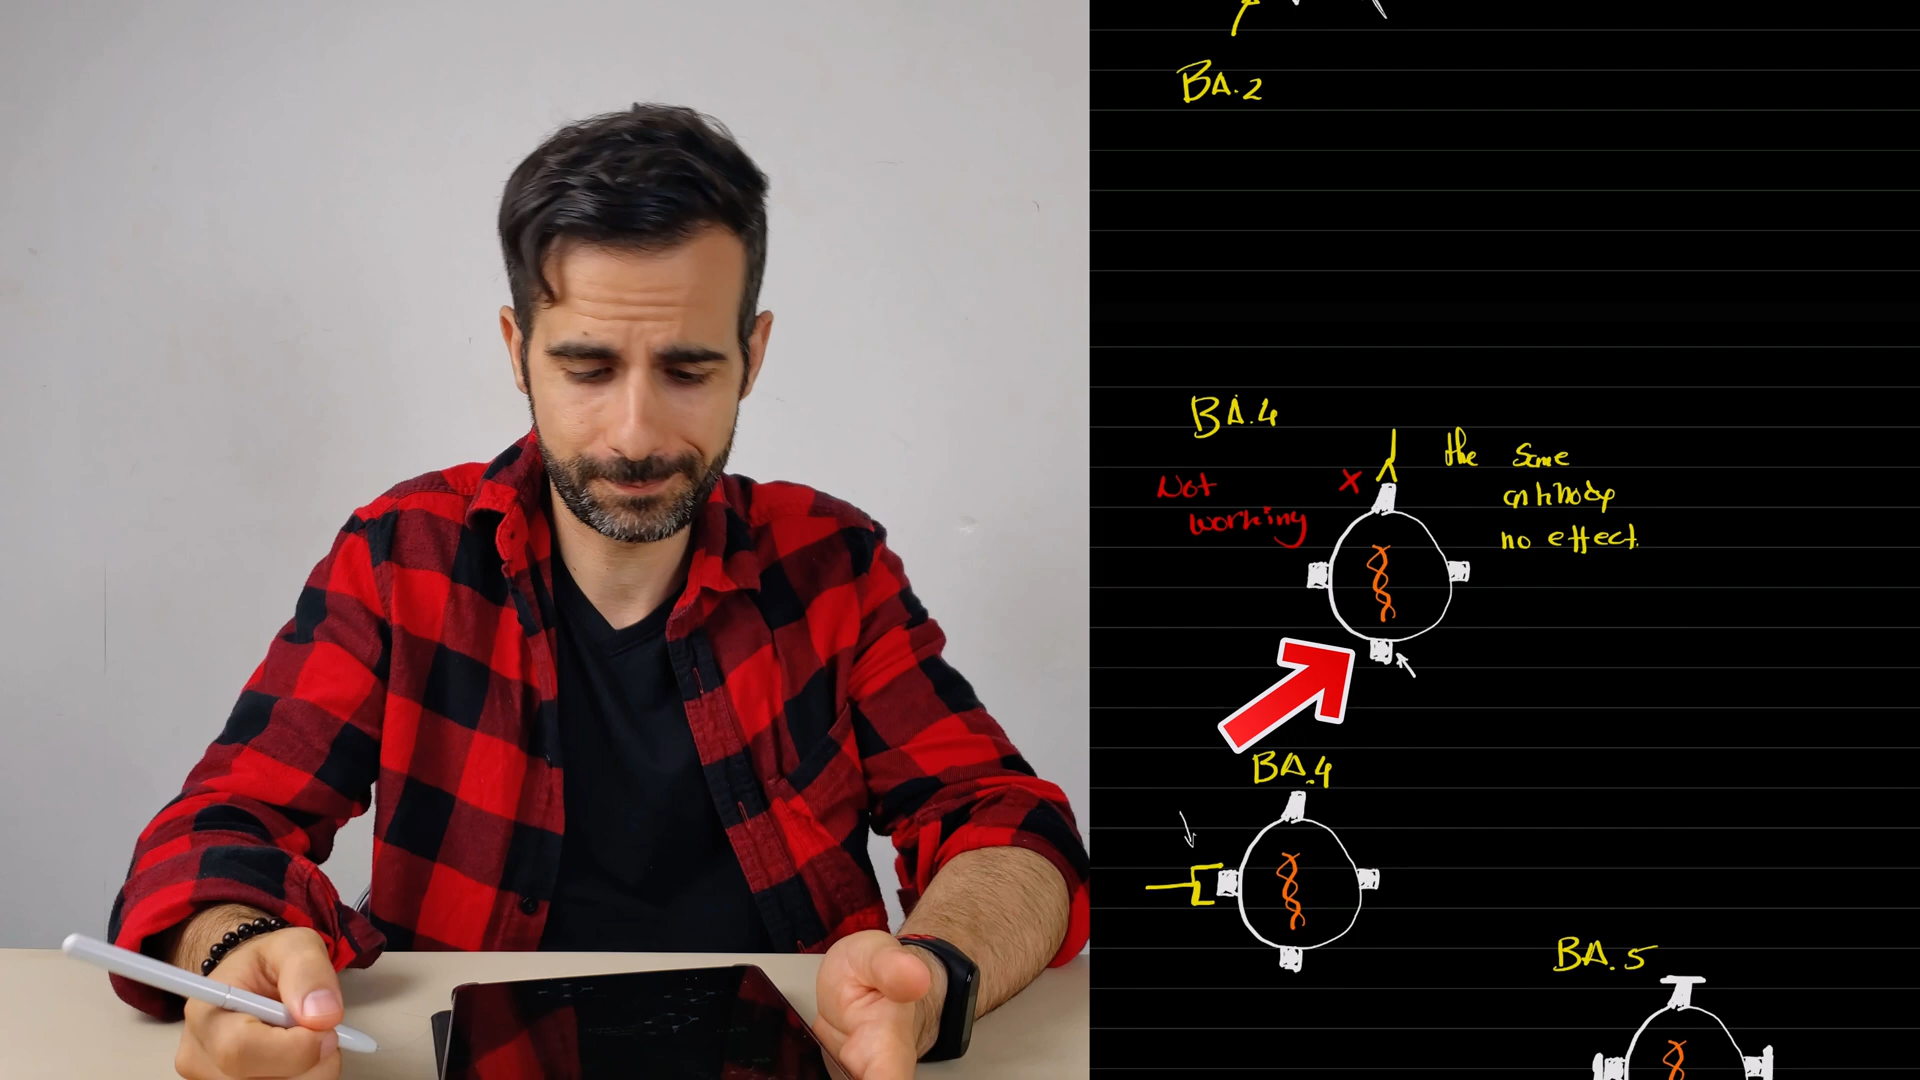 BA.2
BA.4
the same
antibody
no effect.
Not
working
X
BA.4
BA.5